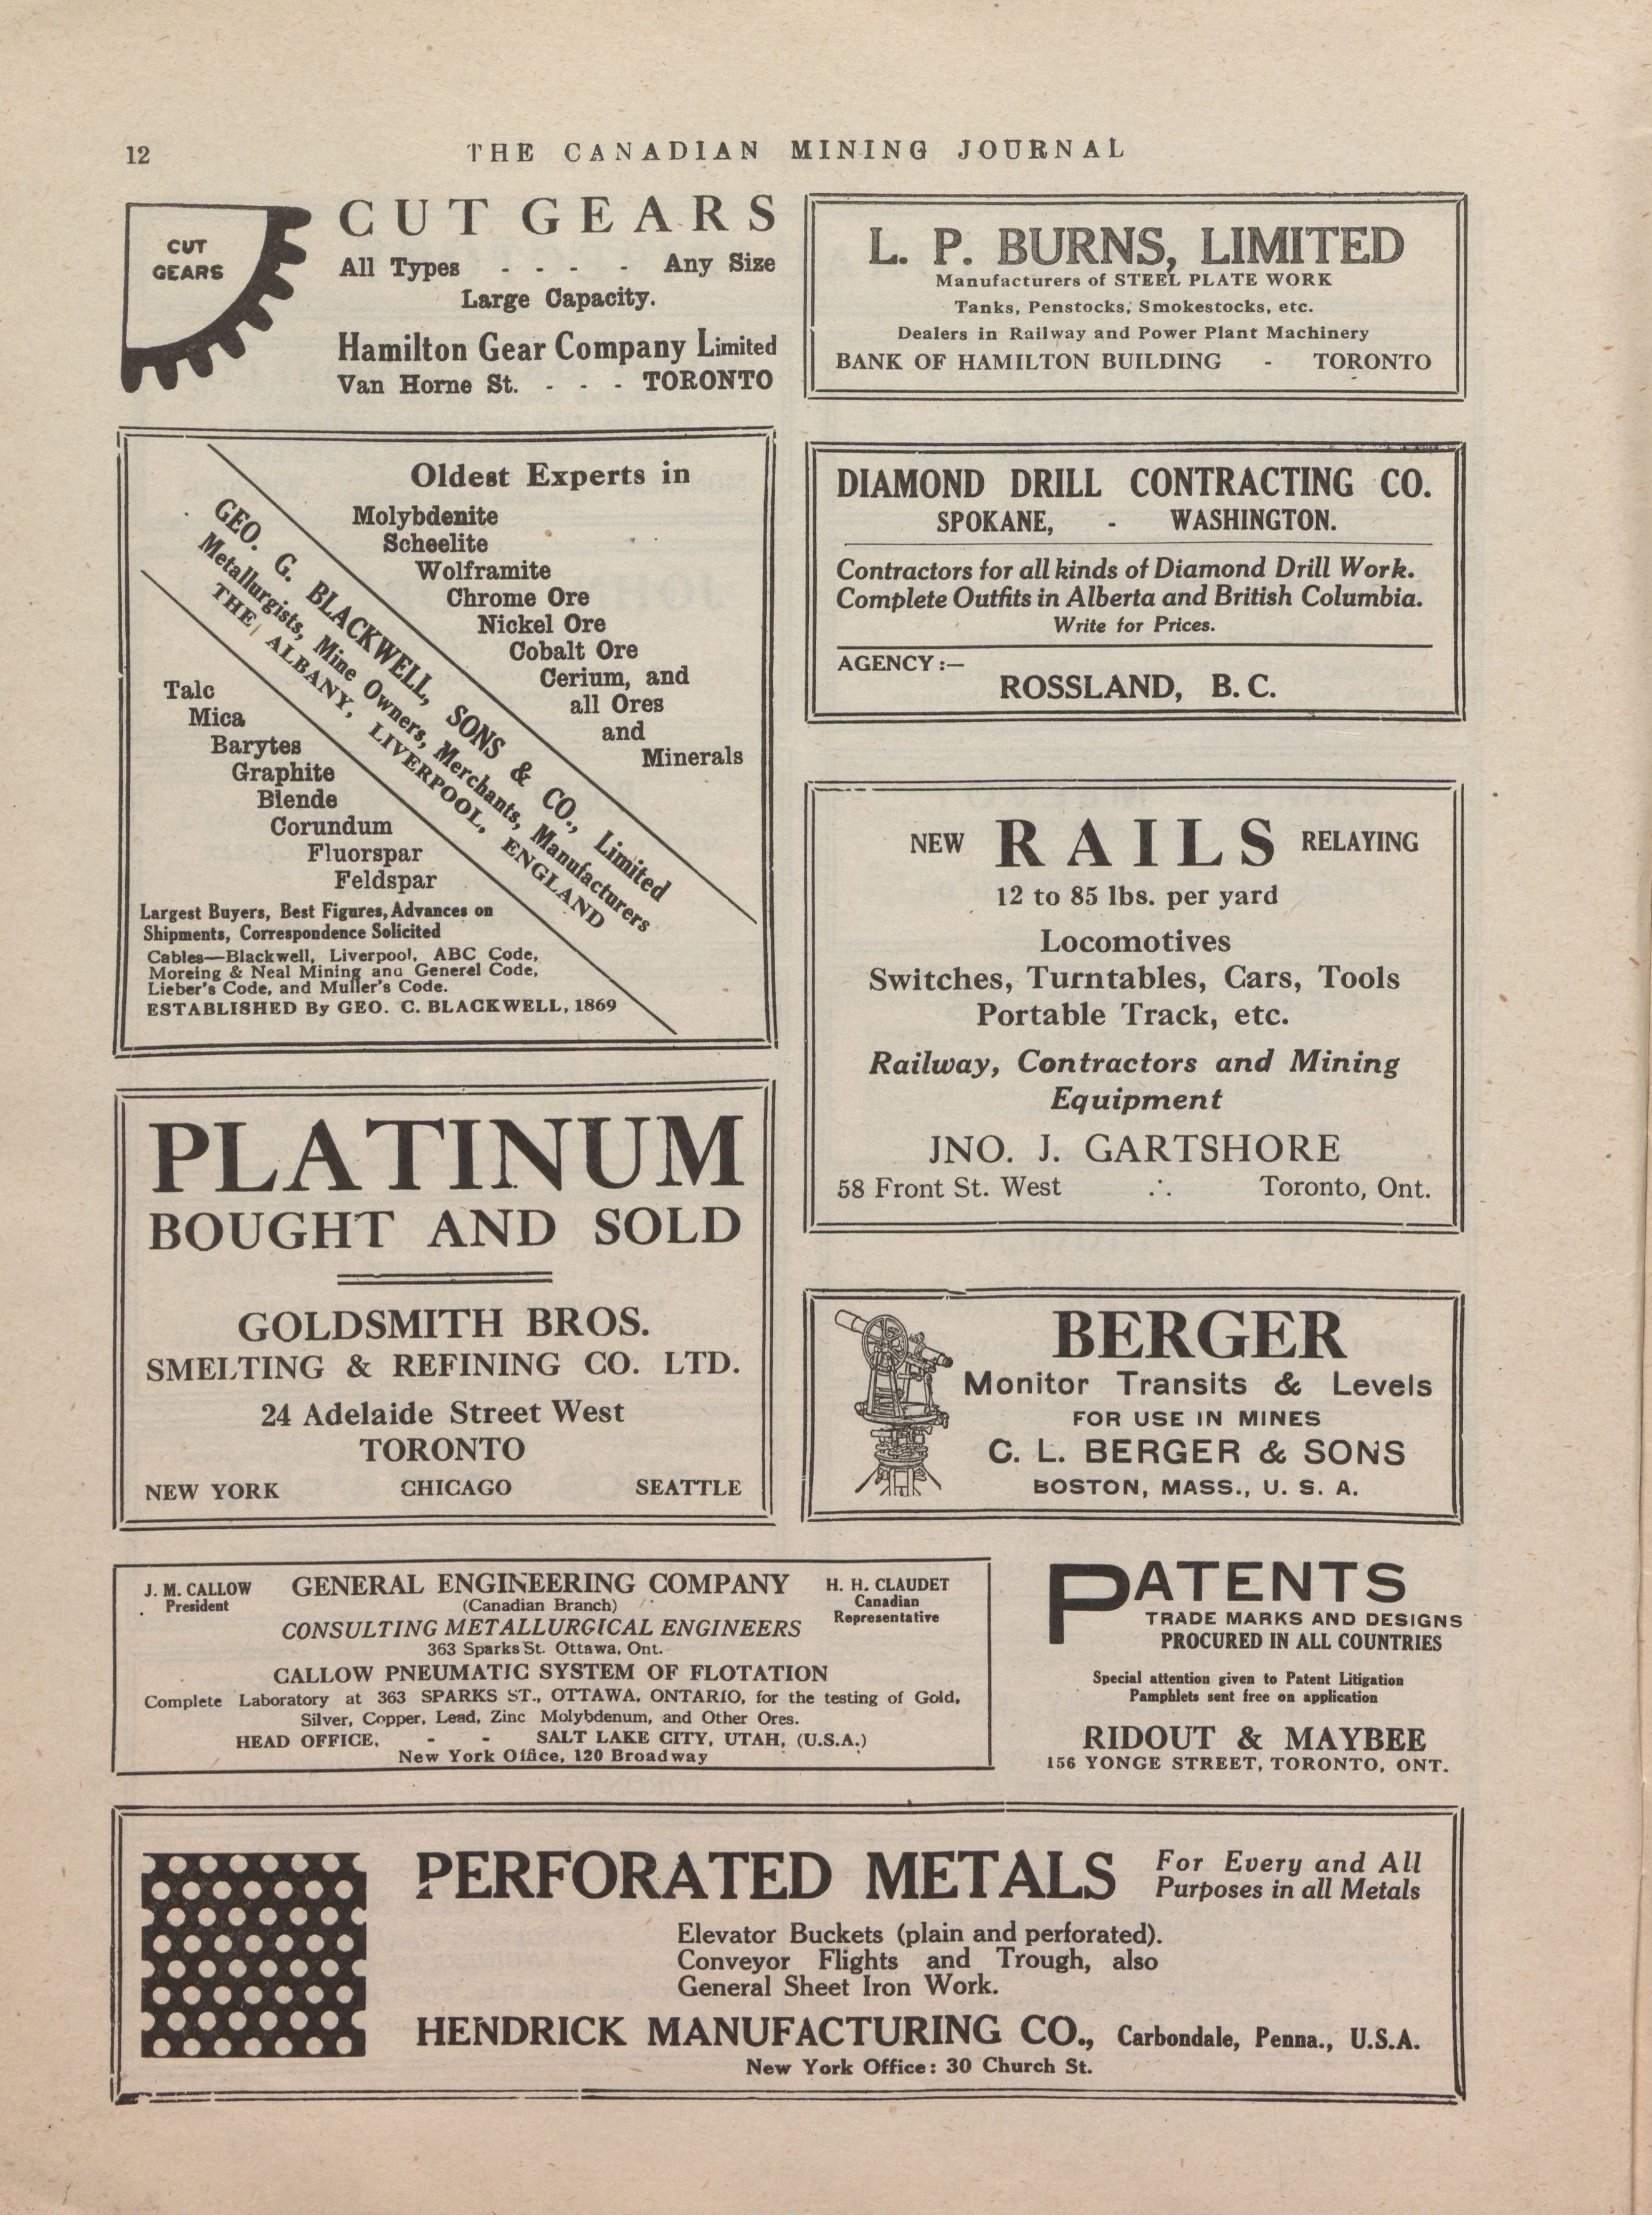 12
THE CANADIAN MINING JOURNAL
CUT
GEARS
CUT GEARS
All Types - - - - Any Size
Large Capacity.
Hamilton Gear Company Limited
Van Horne St. - - - TORONTO
L. P. BURNS, LIMITED
Manufacturers of STEEL PLATE WORK
Tanks, Penstocks, Smokestocks, etc.
Dealers in Railway and Power Plant Machinery
BANK OF HAMILTON BUILDING - TORONTO
Oldest Experts in
Molybdenite
Scheelite
Wolframite
Chrome Ore
Nickel Ore
Cobalt Ore
Cerium, and
all Ores
and
Minerals
GEO. G. BLACKWELL, SONS & CO., Limited
Metallurgists, Mine Owners, Merchants, Manufacturers
THE ALBANY, LIVERPOOL, ENGLAND
Talc
Mica
Barytes
Graphite
Blende
Corundum
Fluorspar
Feldspar
Largest Buyers, Best Figures, Advances on
Shipments, Correspondence Solicited
Cables—Blackwell, Liverpool, ABC Code,
Moreing & Neal Mining and Generel Code,
Lieber's Code, and Muller's Code.
ESTABLISHED By GEO. C. BLACKWELL, 1869
DIAMOND DRILL CONTRACTING CO.
SPOKANE, - WASHINGTON.
Contractors for all kinds of Diamond Drill Work.
Complete Outfits in Alberta and British Columbia.
Write for Prices.
AGENCY:—
ROSSLAND, B. C.
NEW RAILS RELAYING
12 to 85 lbs. per yard
Locomotives
Switches, Turntables, Cars, Tools
Portable Track, etc.
Railway, Contractors and Mining
Equipment
JNO. J. GARTSHORE
58 Front St. West ∴ Toronto, Ont.
PLATINUM
BOUGHT AND SOLD
GOLDSMITH BROS.
SMELTING & REFINING CO. LTD.
24 Adelaide Street West
TORONTO
NEW YORK CHICAGO SEATTLE
BERGER
Monitor Transits & Levels
FOR USE IN MINES
C. L. BERGER & SONS
BOSTON, MASS., U. S. A.
J. M. CALLOW
President
GENERAL ENGINEERING COMPANY
(Canadian Branch)
CONSULTING METALLURGICAL ENGINEERS
363 Sparks St. Ottawa, Ont.
H. H. CLAUDET
Canadian
Representative
CALLOW PNEUMATIC SYSTEM OF FLOTATION
Complete Laboratory at 363 SPARKS ST., OTTAWA, ONTARIO, for the testing of Gold,
Silver, Copper, Lead, Zinc Molybdenum, and Other Ores.
HEAD OFFICE, - - SALT LAKE CITY, UTAH, (U.S.A.)
New York Office, 120 Broadway
PATENTS
TRADE MARKS AND DESIGNS
PROCURED IN ALL COUNTRIES
Special attention given to Patent Litigation
Pamphlets sent free on application
RIDOUT & MAYBEE
156 YONGE STREET, TORONTO, ONT.
PERFORATED METALS
For Every and All
Purposes in all Metals
Elevator Buckets (plain and perforated).
Conveyor Flights and Trough, also
General Sheet Iron Work.
HENDRICK MANUFACTURING CO., Carbondale, Penna., U.S.A.
New York Office: 30 Church St.